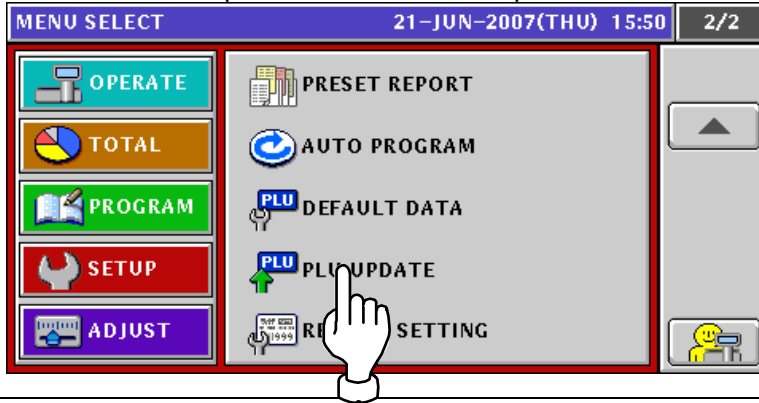 MENU SELECT 21-JUN-2007(THU) 15:50 2/2
OPERATE
TOTAL
PROGRAM
SETUP
ADJUST
PRESET REPORT
AUTO PROGRAM
PLU DEFAULT DATA
PLU PLU UPDATE
1999 SETTING